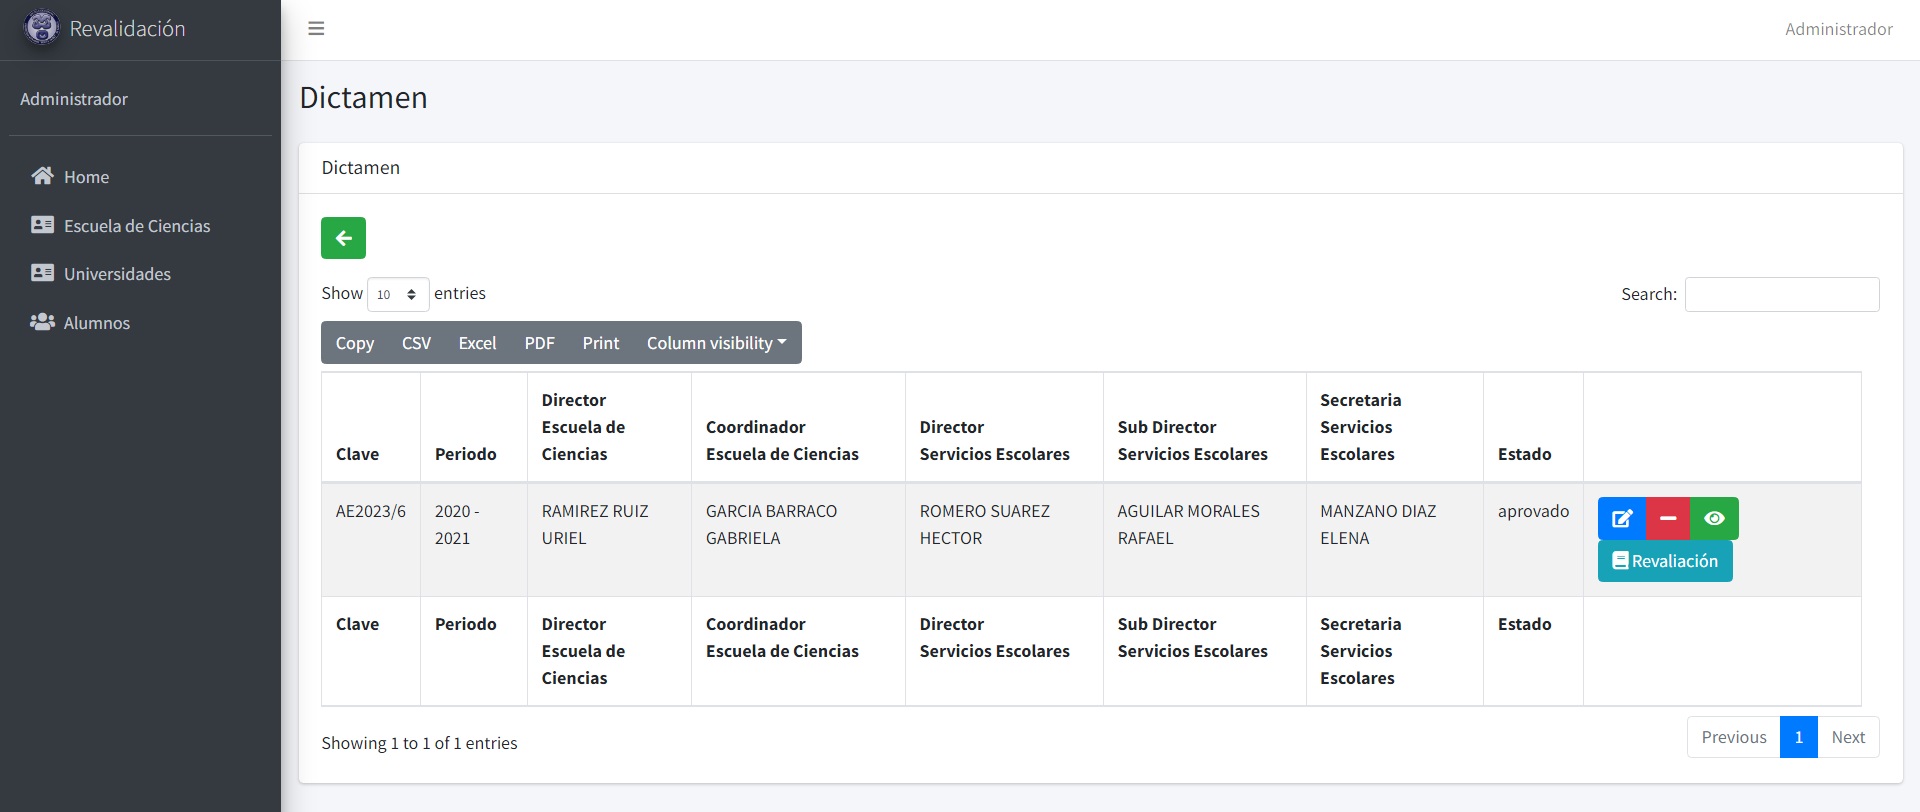 Revalidación
Administrador
Administrador
Home
Escuela de Ciencias
Universidades
Alumnos
Dictamen
Dictamen
Show 10 entries
Search:
Copy CSV Excel PDF Print Column visibility
Clave Periodo Director Escuela de Ciencias Coordinador Escuela de Ciencias Director Servicios Escolares Sub Director Servicios Escolares Secretaria Servicios Escolares Estado
AE2023/6 2020 - 2021 RAMIREZ RUIZ URIEL GARCIA BARRACO GABRIELA ROMERO SUAREZ HECTOR AGUILAR MORALES RAFAEL MANZANO DIAZ ELENA aprovado
Revaliación
Clave Periodo Director Escuela de Ciencias Coordinador Escuela de Ciencias Director Servicios Escolares Sub Director Servicios Escolares Secretaria Servicios Escolares Estado
Showing 1 to 1 of 1 entries
Previous 1 Next